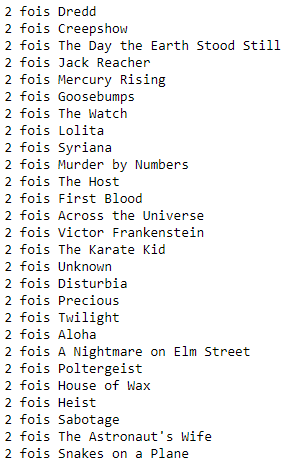 2 fois Dredd
2 fois Creepshow
2 fois The Day the Earth Stood Still
2 fois Jack Reacher
2 fois Mercury Rising
2 fois Goosebumps
2 fois The Watch
2 fois Lolita
2 fois Syriana
2 fois Murder by Numbers
2 fois The Host
2 fois First Blood
2 fois Across the Universe
2 fois Victor Frankenstein
2 fois The Karate Kid
2 fois Unknown
2 fois Disturbia
2 fois Precious
2 fois Twilight
2 fois Aloha
2 fois A Nightmare on Elm Street
2 fois Poltergeist
2 fois House of Wax
2 fois Heist
2 fois Sabotage
2 fois The Astronaut's Wife
2 fois Snakes on a Plane